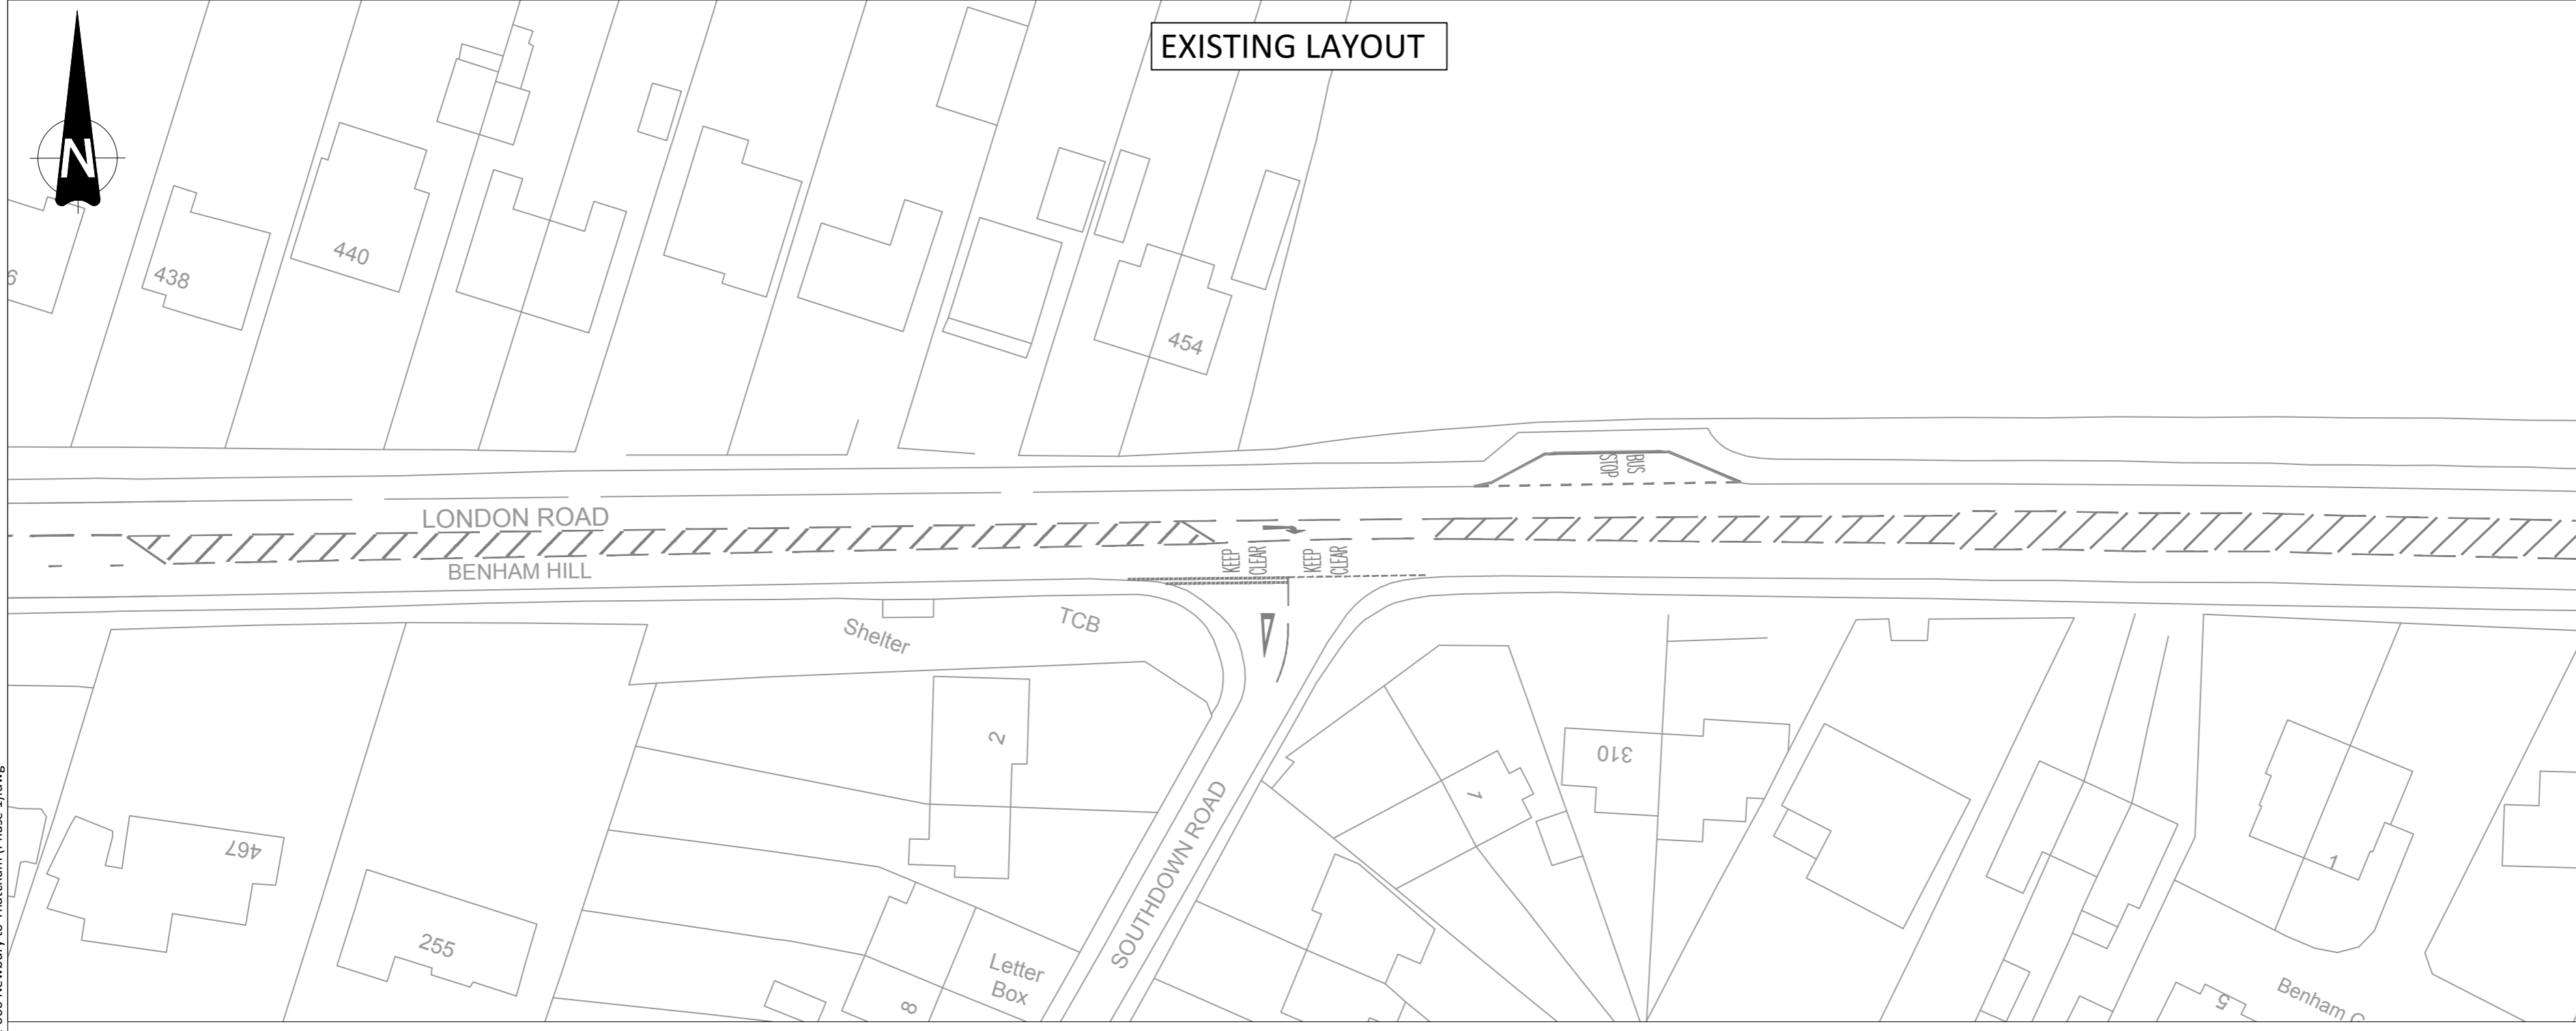 EXISTING LAYOUT
N
438
440
454
LONDON ROAD
BENHAM HILL
BUS
STOP
KEEP
CLEAR
KEEP
CLEAR
Shelter
TCB
2
310
467
255
SOUTHDOWN ROAD
Letter
Box
8
1
5
Benham